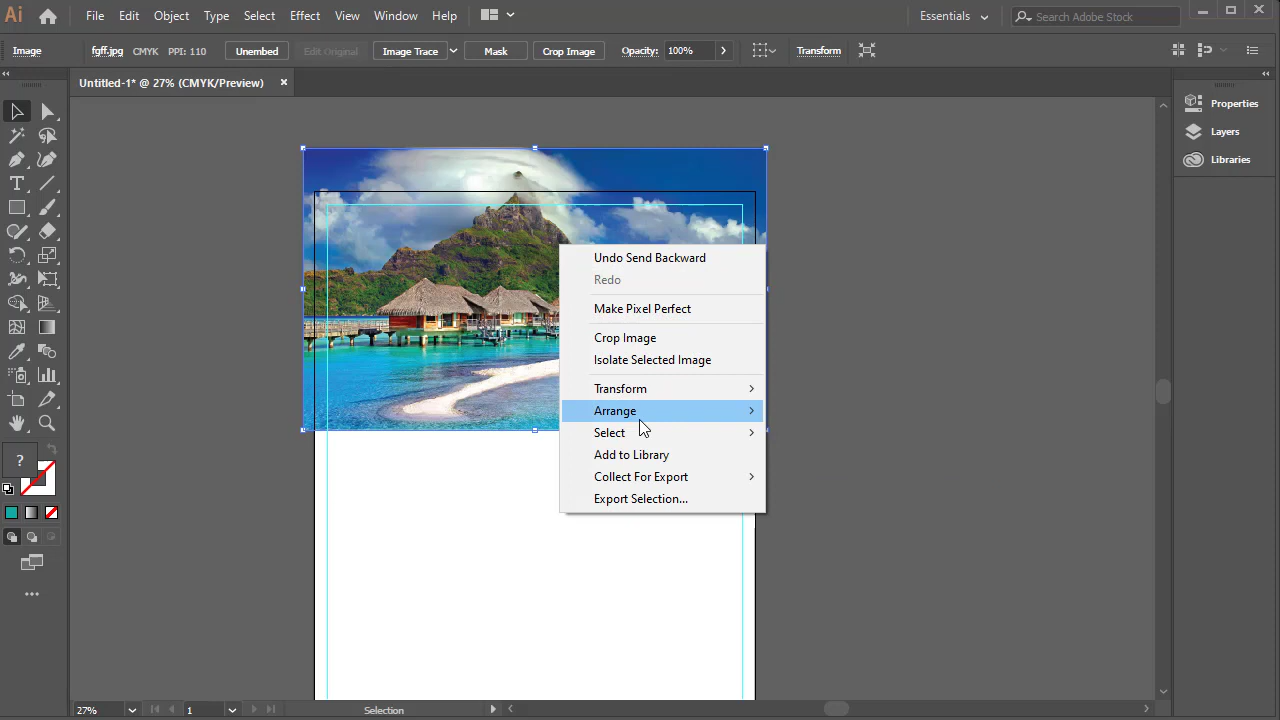 Ai File Edit Object Type Select Effect View Window Help Essentials Search Adobe Stock
Image fgff.jpg CMYK PPI: 110 Unembed Edit Original Image Trace Mask Crop Image Opacity: 100% Transform
Untitled-1* @ 27% (CMYK/Preview)
Properties
Layers
Libraries
Undo Send Backward
Redo
Make Pixel Perfect
Crop Image
Isolate Selected Image
Transform
Arrange
Select
Add to Library
Collect For Export
Export Selection...
?
27% 1 Selection